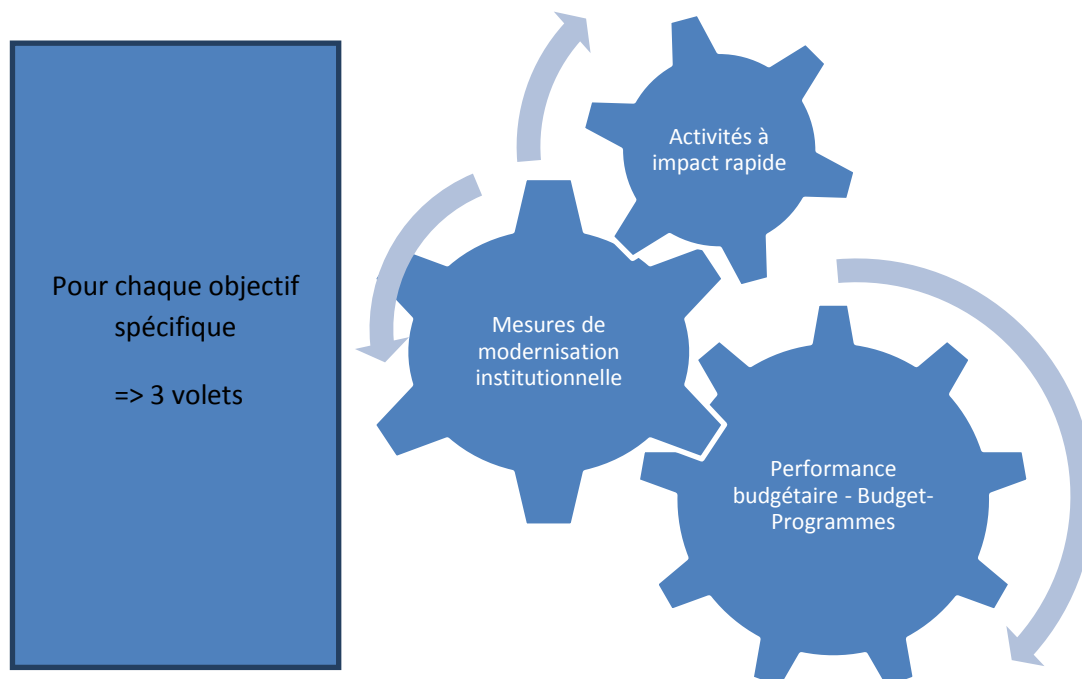 Pour chaque objectif
spécifique
=> 3 volets
Activités à
impact rapide
Mesures de
modernisation
institutionnelle
Performance
budgétaire - Budget-
Programmes